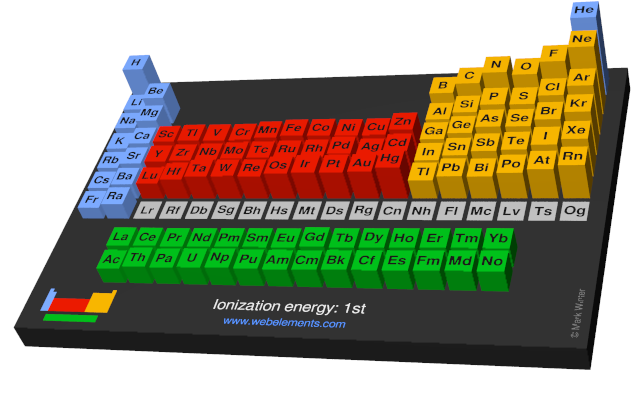 H He
Li Be B C N O F Ne
Na Mg Al Si P S Cl Ar
K Ca Sc Ti V Cr Mn Fe Co Ni Cu Zn Ga Ge As Se Br Kr
Rb Sr Y Zr Nb Mo Tc Ru Rh Pd Ag Cd In Sn Sb Te I Xe
Cs Ba Lu Hf Ta W Re Os Ir Pt Au Hg Tl Pb Bi Po At Rn
Fr Ra Lr Rf Db Sg Bh Hs Mt Ds Rg Cn Nh Fl Mc Lv Ts Og
La Ce Pr Nd Pm Sm Eu Gd Tb Dy Ho Er Tm Yb
Ac Th Pa U Np Pu Am Cm Bk Cf Es Fm Md No
Ionization energy: 1st
www.webelements.com
© Mark Winter